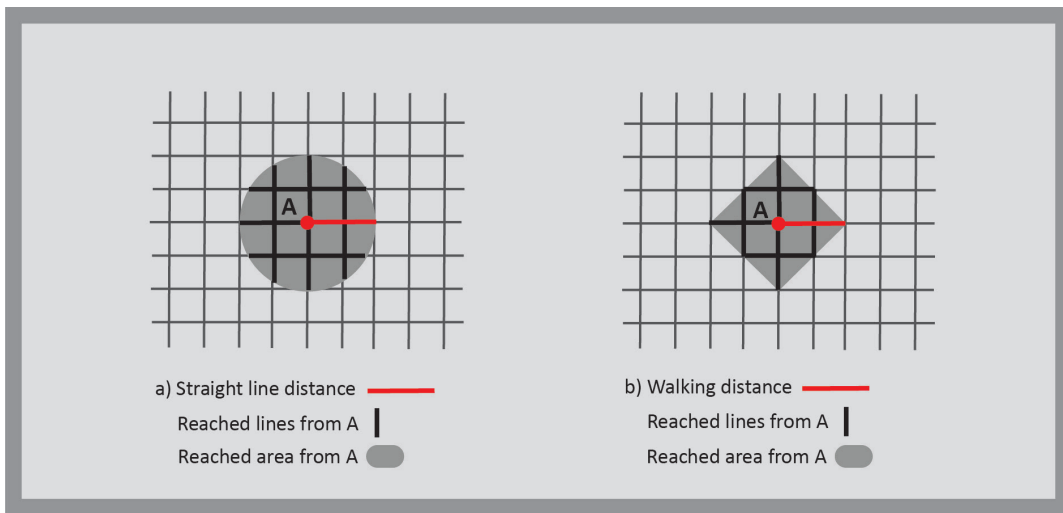 A
A
a) Straight line distance
Reached lines from A
Reached area from A
b) Walking distance
Reached lines from A
Reached area from A